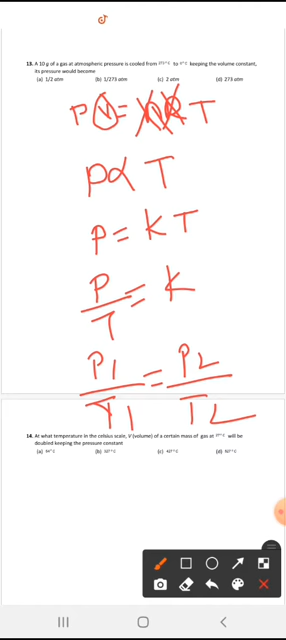 13. A 10 g of a gas at atmospheric pressure is cooled from 273° C to 0° C keeping the volume constant,
its pressure would become
(a) 1/2 atm (b) 1/273 atm (c) 2 atm (d) 273 atm
P V = n R T
P ∝ T
P = K T
P/T = K
P1/T1 = P2/T2
14. At what temperature in the celsius scale, V (volume) of a certain mass of gas at 27° C will be
doubled keeping the pressure constant
(a) 54° C (b) 327° C (c) 427° C (d) 527° C